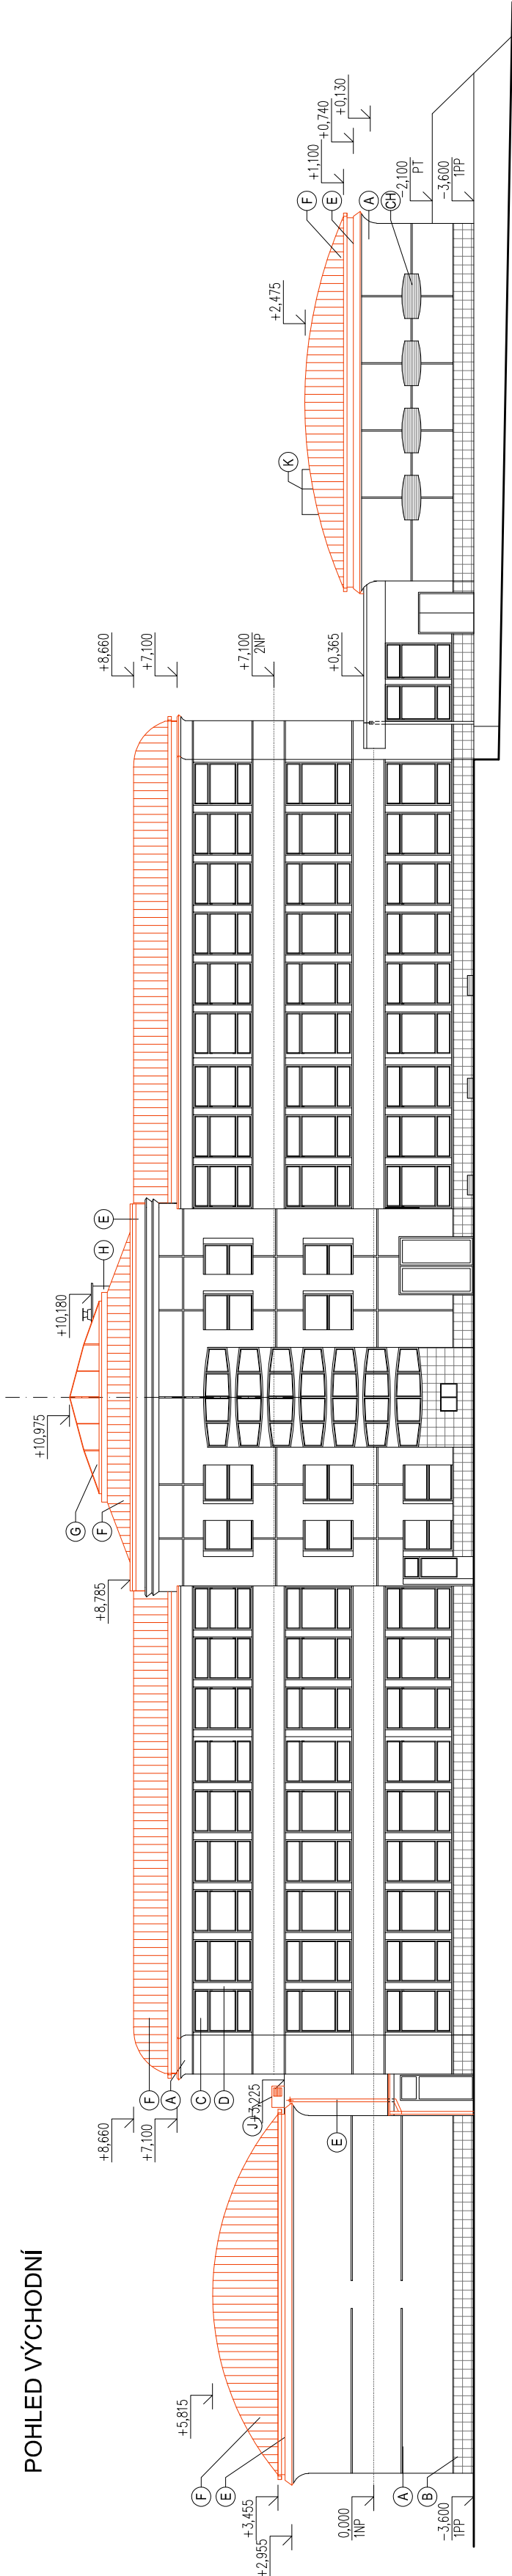 POHLED VÝCHODNÍ
+5,815
F
E
+3,455
+2,955
0,000
1NP
A
B
-3,600
1PP
+8,660
+7,100
F
A
C
D
J
+3,225
E
+8,785
G
F
+10,975
+10,180
H
E
+8,660
+7,100
+7,100
2NP
+0,365
K
+2,475
F
E
A
CH
+1,100
+0,740
+0,130
-2,100
PT
-3,600
1PP